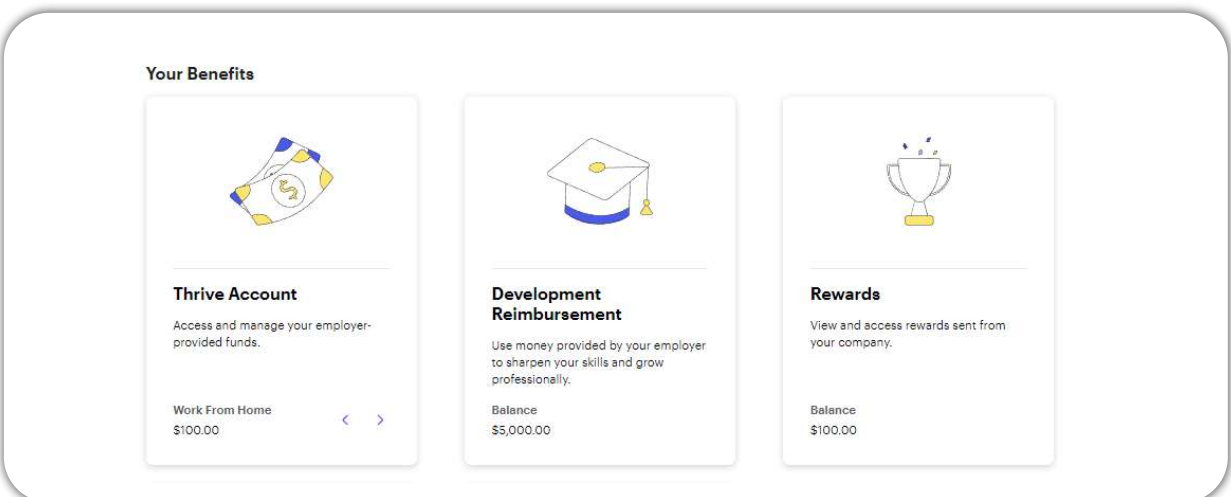 Your Benefits
Thrive Account
Access and manage your employer-
provided funds.
Work From Home
$100.00
Development
Reimbursement
Use money provided by your employer
to sharpen your skills and grow
professionally.
Balance
$5,000.00
Rewards
View and access rewards sent from
your company.
Balance
$100.00